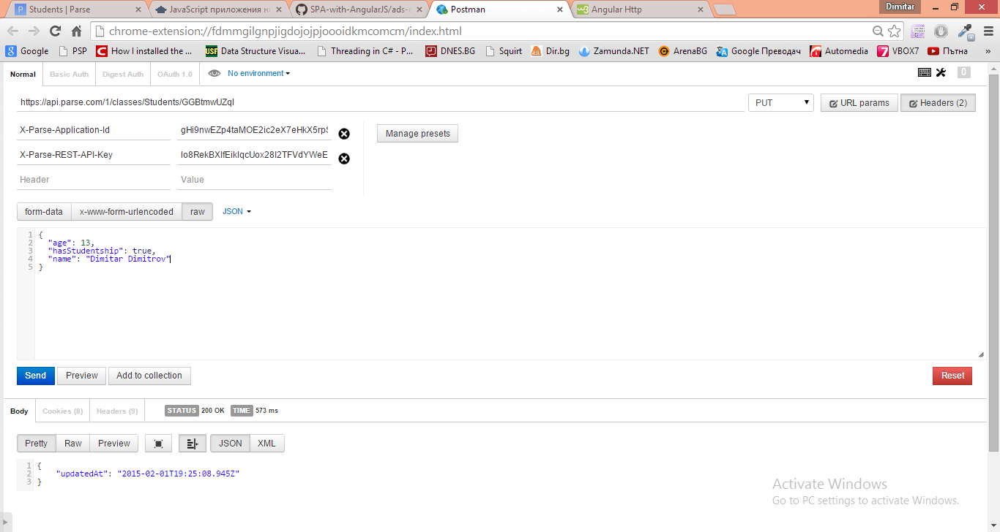 Students | Parse JavaScript приложения не SPA-with-AngularJS/ads-c Postman Angular Http Dimitar
chrome-extension://fdmmgilgnpjigdojojpjoooidkmcomcm/index.html
Google PSP How I installed the ... Data Structure Visua... Threading in C# - P... DNES.BG Squirt Dir.bg Zamunda.NET ArenaBG Google Преводач Automedia VBOX7 Пътна »
Normal Basic Auth Digest Auth OAuth 1.0 No environment 0
https://api.parse.com/1/classes/Students/GGBtmwUZqI PUT URL params Headers (2)
X-Parse-Application-Id gHi9nwEZp4taMOE2ic2eX7eHkX5rpS Manage presets
X-Parse-REST-API-Key lo8RekBXlfEikIqcUox28I2TFVdYWeE
Header Value
form-data x-www-form-urlencoded raw JSON
1 {
2 "age": 13,
3 "hasStudentship": true,
4 "name": "Dimitar Dimitrov"
5 }
Send Preview Add to collection Reset
Body Cookies (8) Headers (9) STATUS 200 OK TIME 573 ms
Pretty Raw Preview JSON XML
1 {
2 "updatedAt": "2015-02-01T19:25:08.945Z"
3 }
Activate Windows
Go to PC settings to activate Windows.